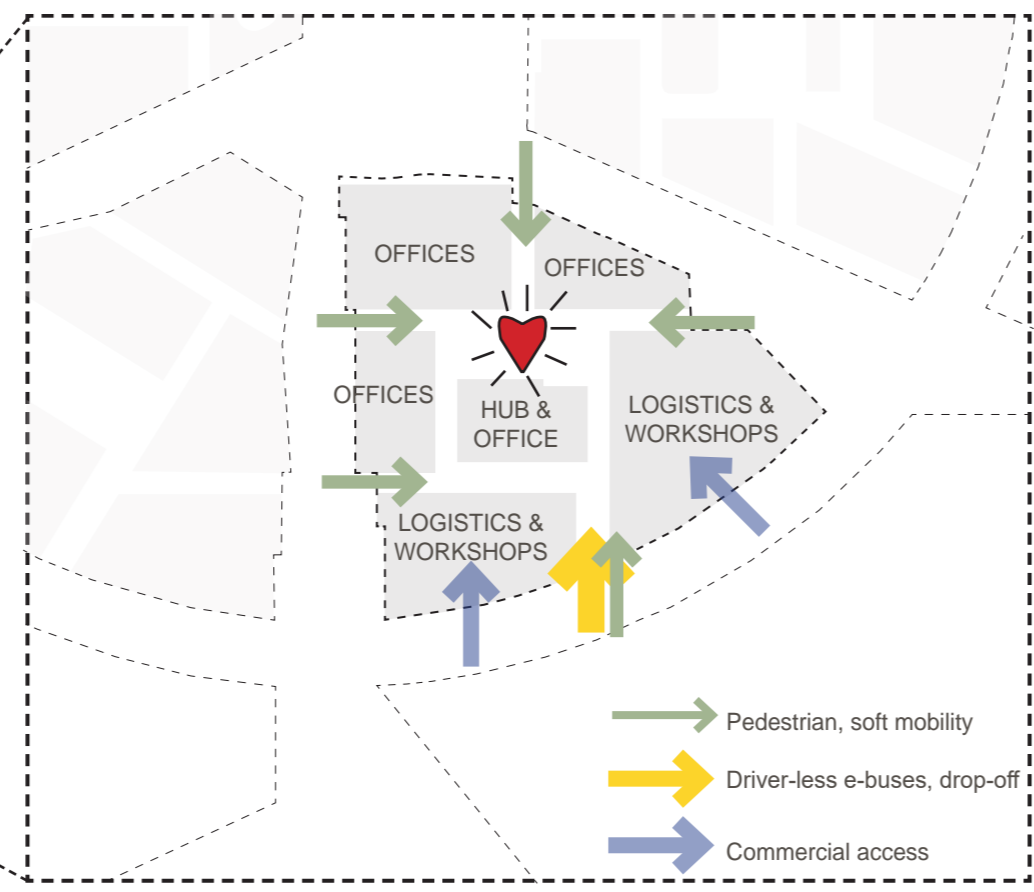 OFFICES
OFFICES
OFFICES
HUB &
OFFICE
LOGISTICS &
WORKSHOPS
LOGISTICS &
WORKSHOPS
Pedestrian, soft mobility
Driver-less e-buses, drop-off
Commercial access